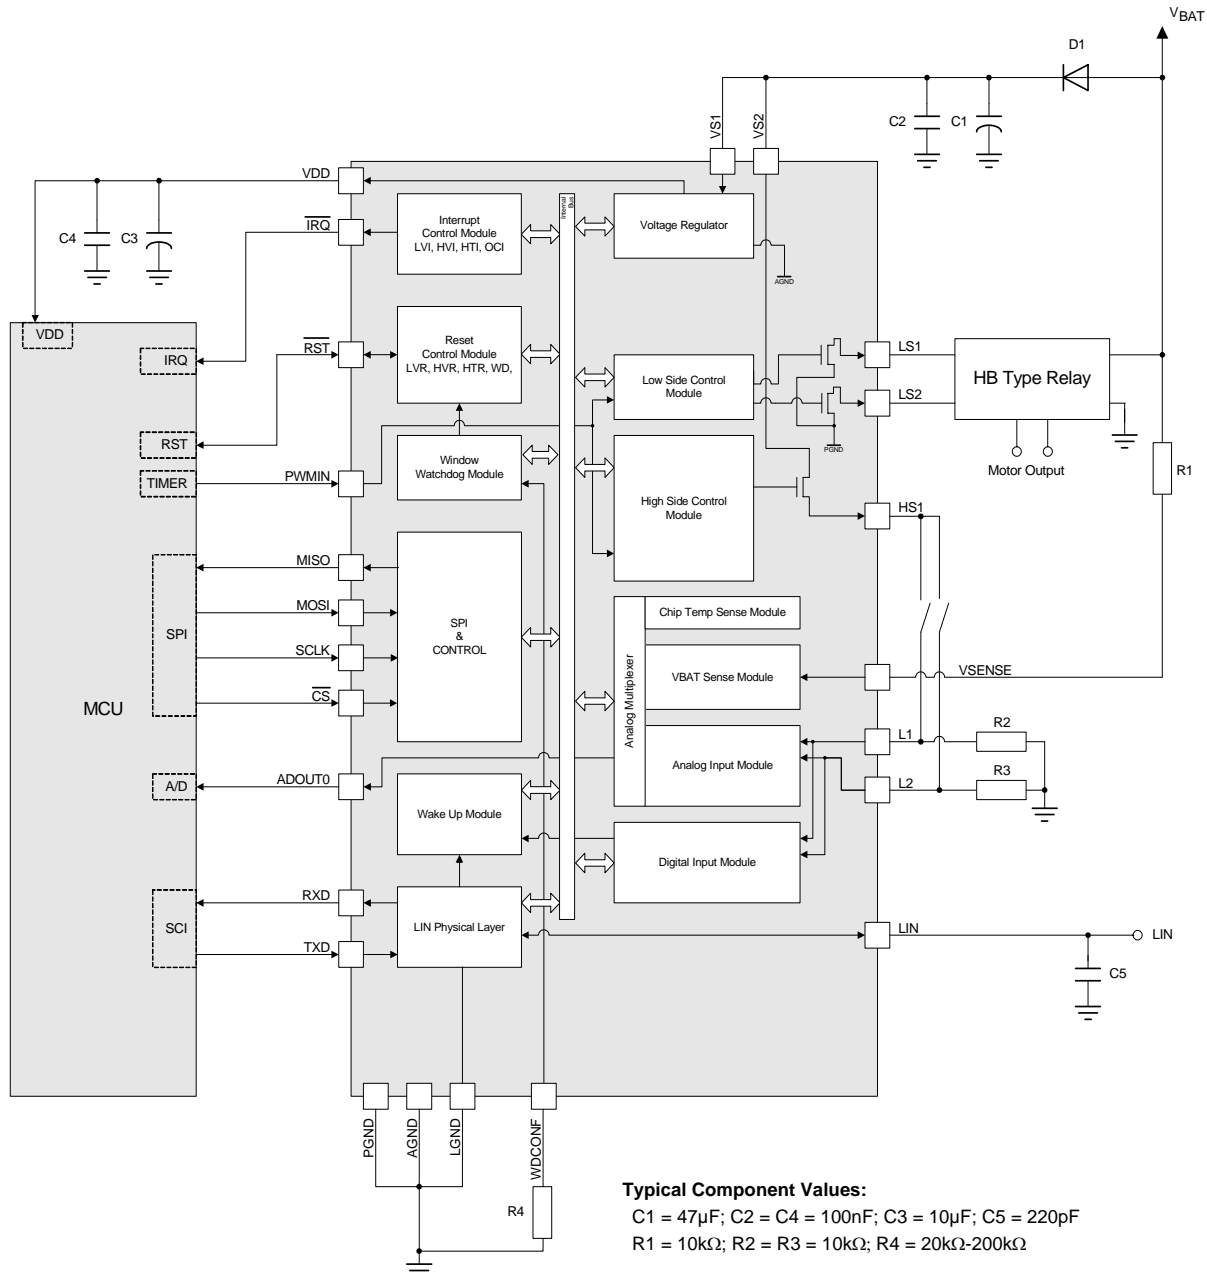 VBAT
D1
C2
C1
VS1
VS2
VDD
C4
C3
IRQ
Interrupt
Control Module
LVI, HVI, HTI, OCI
Internal
Bus
Voltage Regulator
AGND
VDD
IRQ
RST
Reset
Control Module
LVR, HVR, HTR, WD,
Low Side Control
Module
LS1
LS2
HB Type Relay
PGND
Motor Output
R1
RST
TIMER
PWMIN
Window
Watchdog Module
High Side Control
Module
HS1
MISO
MOSI
SCLK
CS
SPI
SPI
&
CONTROL
Chip Temp Sense Module
Analog Multiplexer
VBAT Sense Module
VSENSE
MCU
Analog Input Module
L1
L2
R2
R3
A/D
ADOUT0
Wake Up Module
Digital Input Module
RXD
SCI
TXD
LIN Physical Layer
LIN
LIN
C5
PGND
AGND
LGND
WDCONF
R4
Typical Component Values:
C1 = 47µF; C2 = C4 = 100nF; C3 = 10µF; C5 = 220pF
R1 = 10kΩ; R2 = R3 = 10kΩ; R4 = 20kΩ-200kΩ